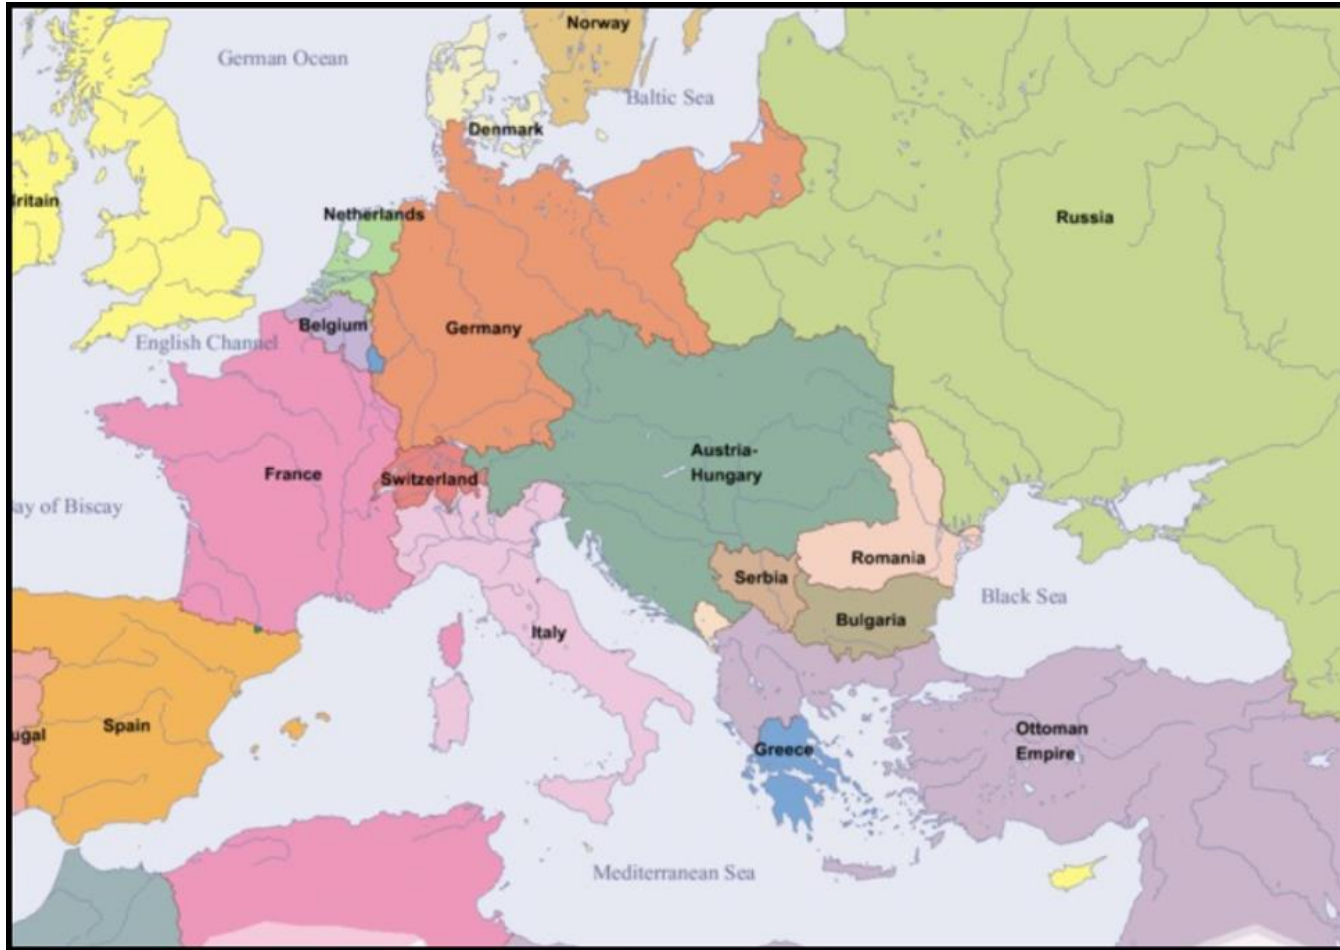 Norway
German Ocean
Baltic Sea
Denmark
ritain
Netherlands
Russia
Belgium
Germany
English Channel
Austria-
Hungary
France
Switzerland
ay of Biscay
Romania
Serbia
Black Sea
Bulgaria
Italy
Spain
ugal
Ottoman
Empire
Greece
Mediterranean Sea